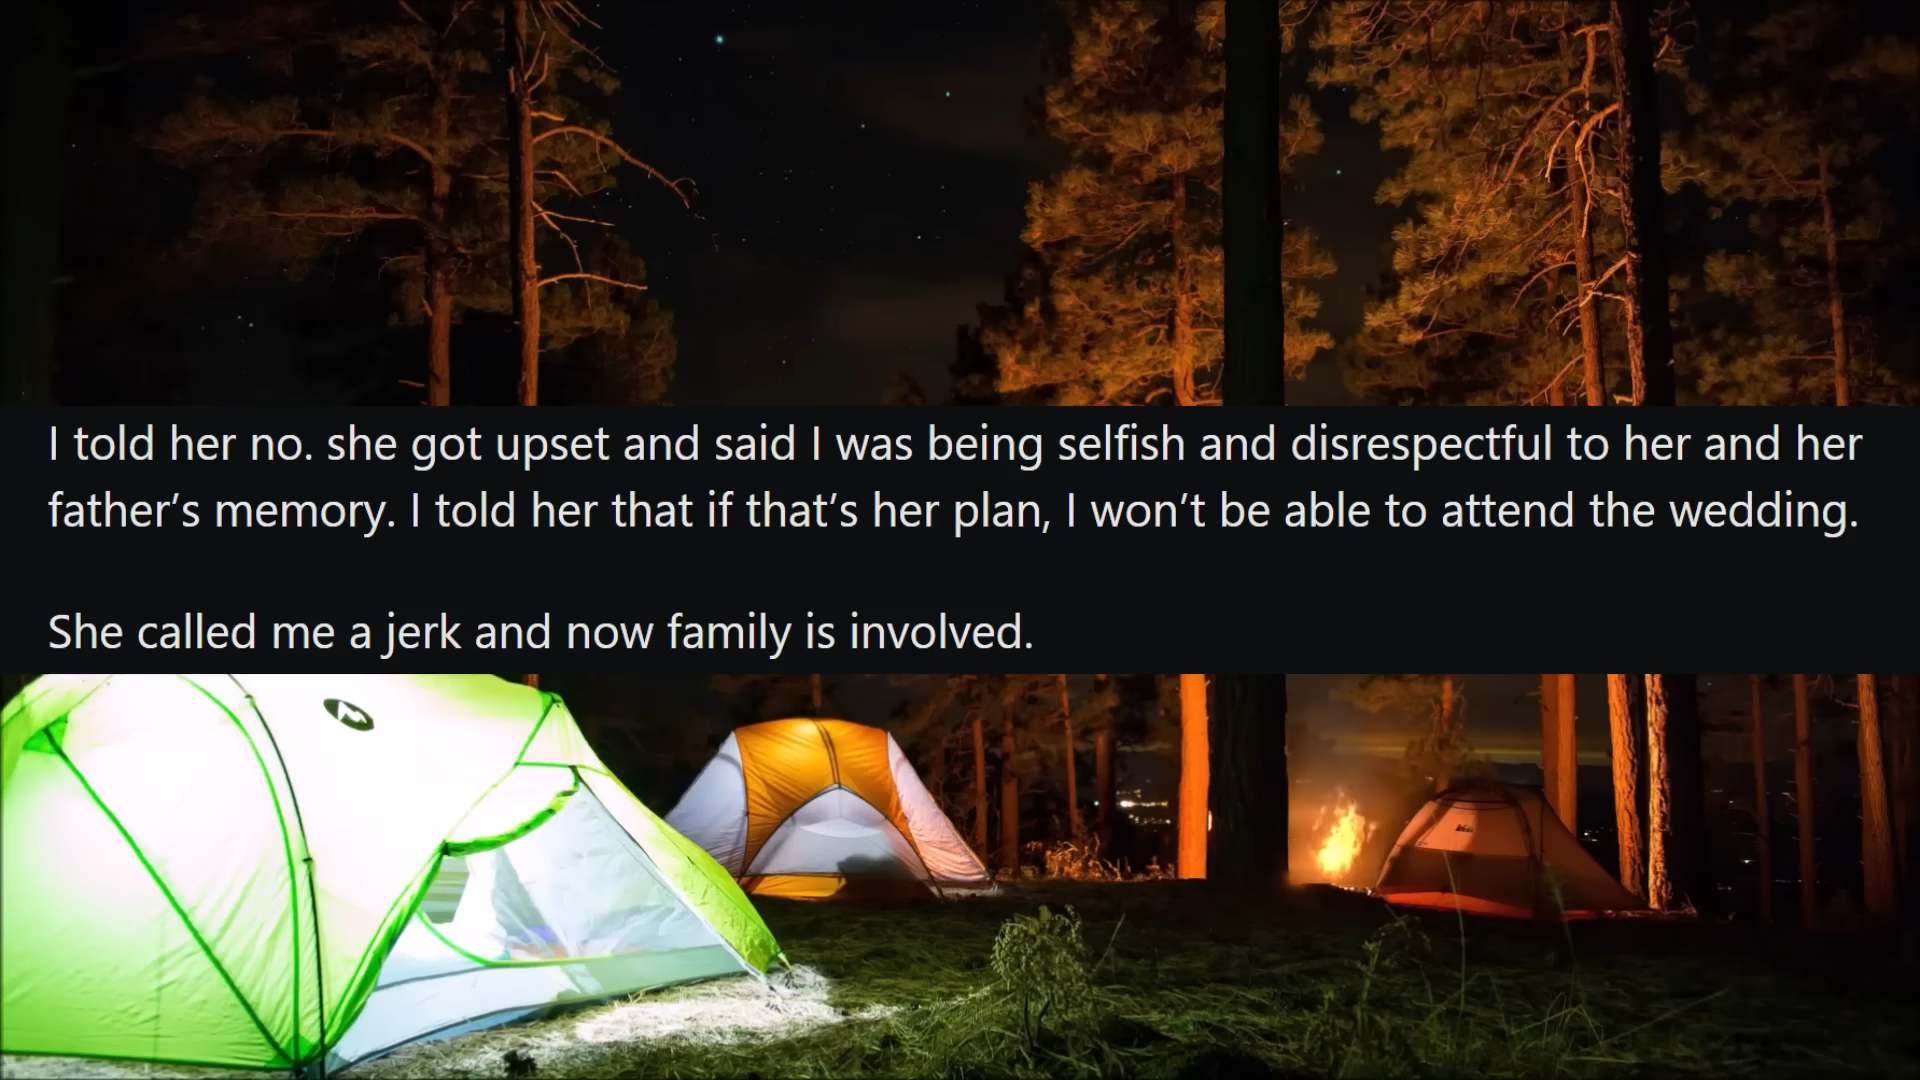 I told her no. she got upset and said I was being selfish and disrespectful to her and her
father’s memory. I told her that if that’s her plan, I won’t be able to attend the wedding.
She called me a jerk and now family is involved.